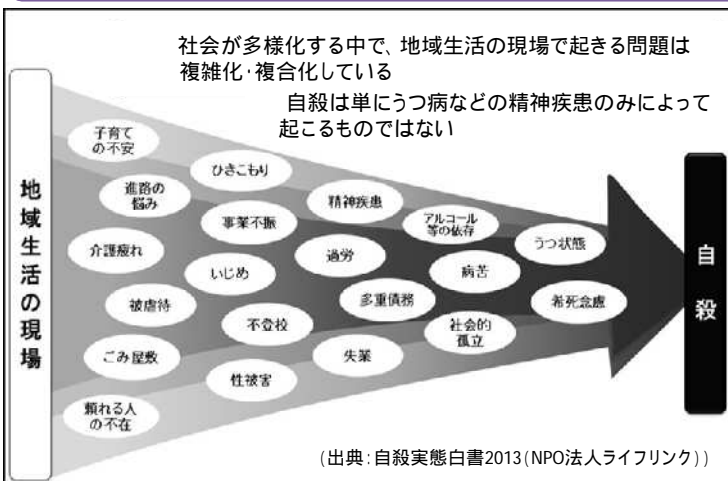 社会が多様化する中で、地域生活の現場で起きる問題は
複雑化・複合化している
自殺は単にうつ病などの精神疾患のみによって
起こるものではない
地域生活の現場
子育て
の不安
進路の
悩み
介護疲れ
被虐待
ごみ屋敷
頼れる人
の不在
ひきこもり
事業不振
いじめ
不登校
性被害
精神疾患
過労
多重債務
失業
アルコール
等の依存
病苦
社会的
孤立
うつ状態
希死念慮
自殺
(出典:自殺実態白書2013(NPO法人ライフリンク))